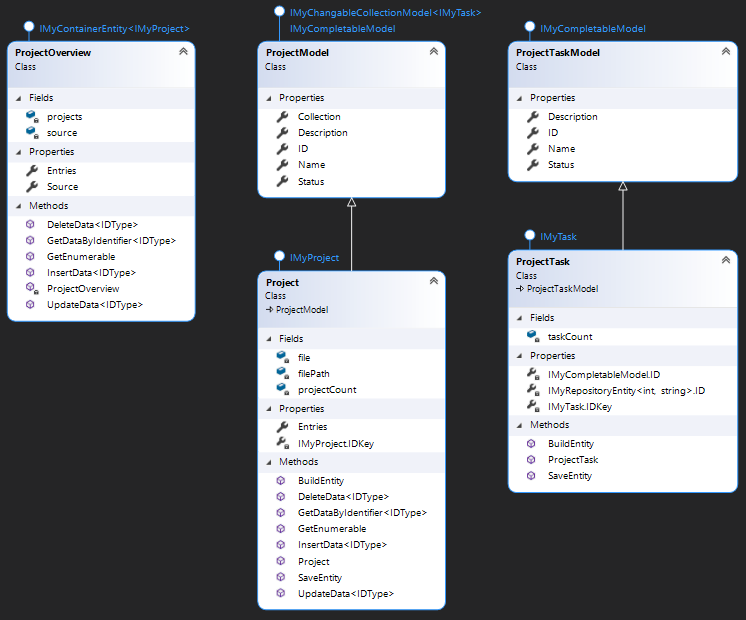 IMyContainerEntity<IMyProject>
ProjectOverview
Class
Fields
projects
source
Properties
Entries
Source
Methods
DeleteData<IDType>
GetDataByIdentifier<IDType>
GetEnumerable
InsertData<IDType>
ProjectOverview
UpdateData<IDType>
IMyChangableCollectionModel<IMyTask>
IMyCompletableModel
ProjectModel
Class
Properties
Collection
Description
ID
Name
Status
IMyProject
Project
Class
ProjectModel
Fields
file
filePath
projectCount
Properties
Entries
IMyProject.IDKey
Methods
BuildEntity
DeleteData<IDType>
GetDataByIdentifier<IDType>
GetEnumerable
InsertData<IDType>
Project
SaveEntity
UpdateData<IDType>
IMyCompletableModel
ProjectTaskModel
Class
Properties
Description
ID
Name
Status
IMyTask
ProjectTask
Class
ProjectTaskModel
Fields
taskCount
Properties
IMyCompletableModel.ID
IMyRepositoryEntity<int, string>.ID
IMyTask.IDKey
Methods
BuildEntity
ProjectTask
SaveEntity